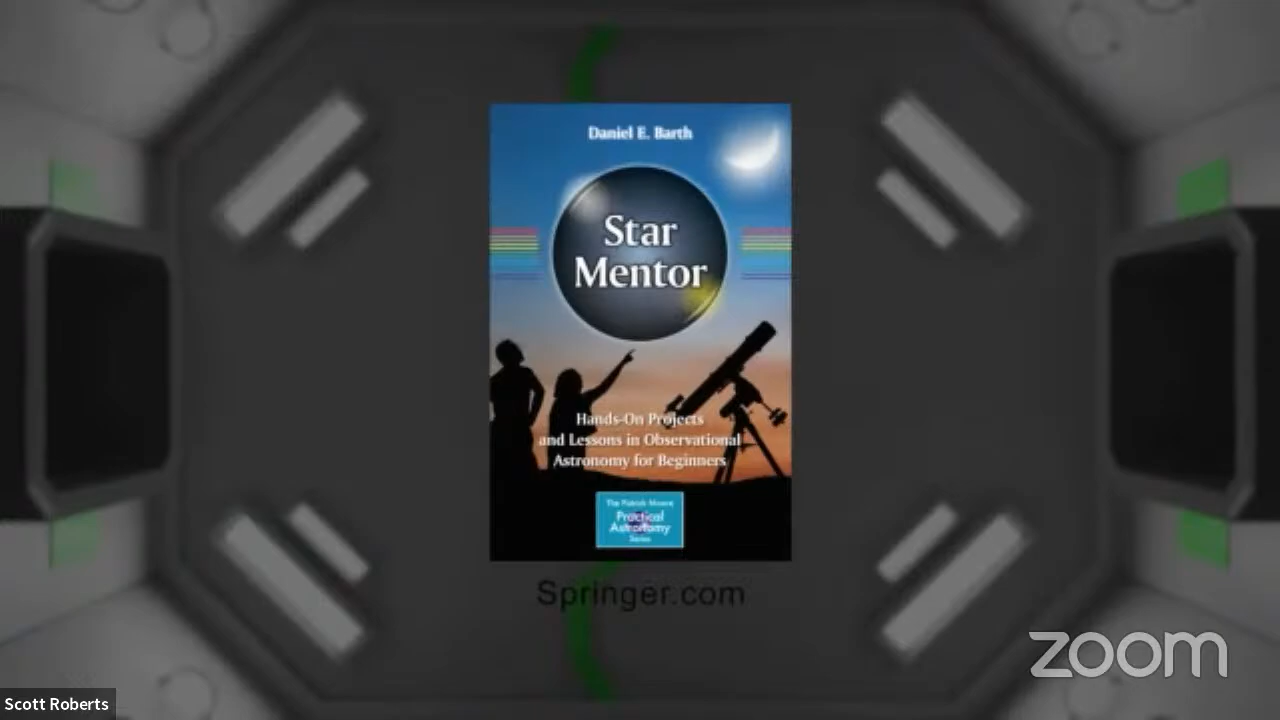 Daniel E. Barth
Star
Mentor
Hands-On Projects
and Lessons in Observational
Astronomy for Beginners
The Patrick Moore
Practical
Astronomy
Series
Springer.com
zoom
Scott Roberts